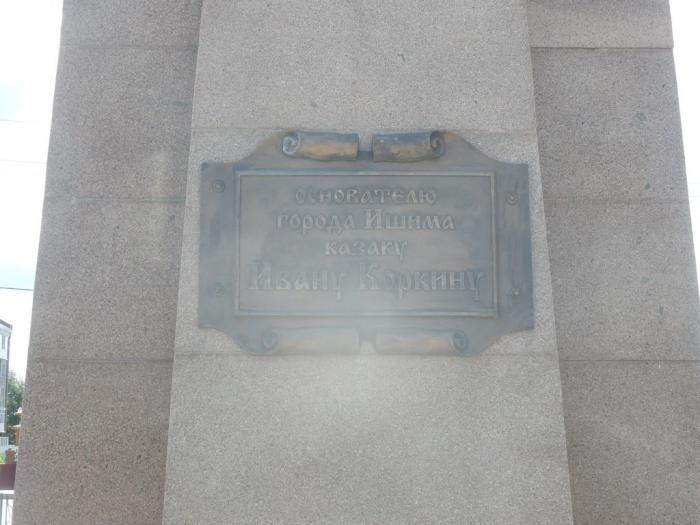 основателю
города Ишима
казаку
Ивану Коркину